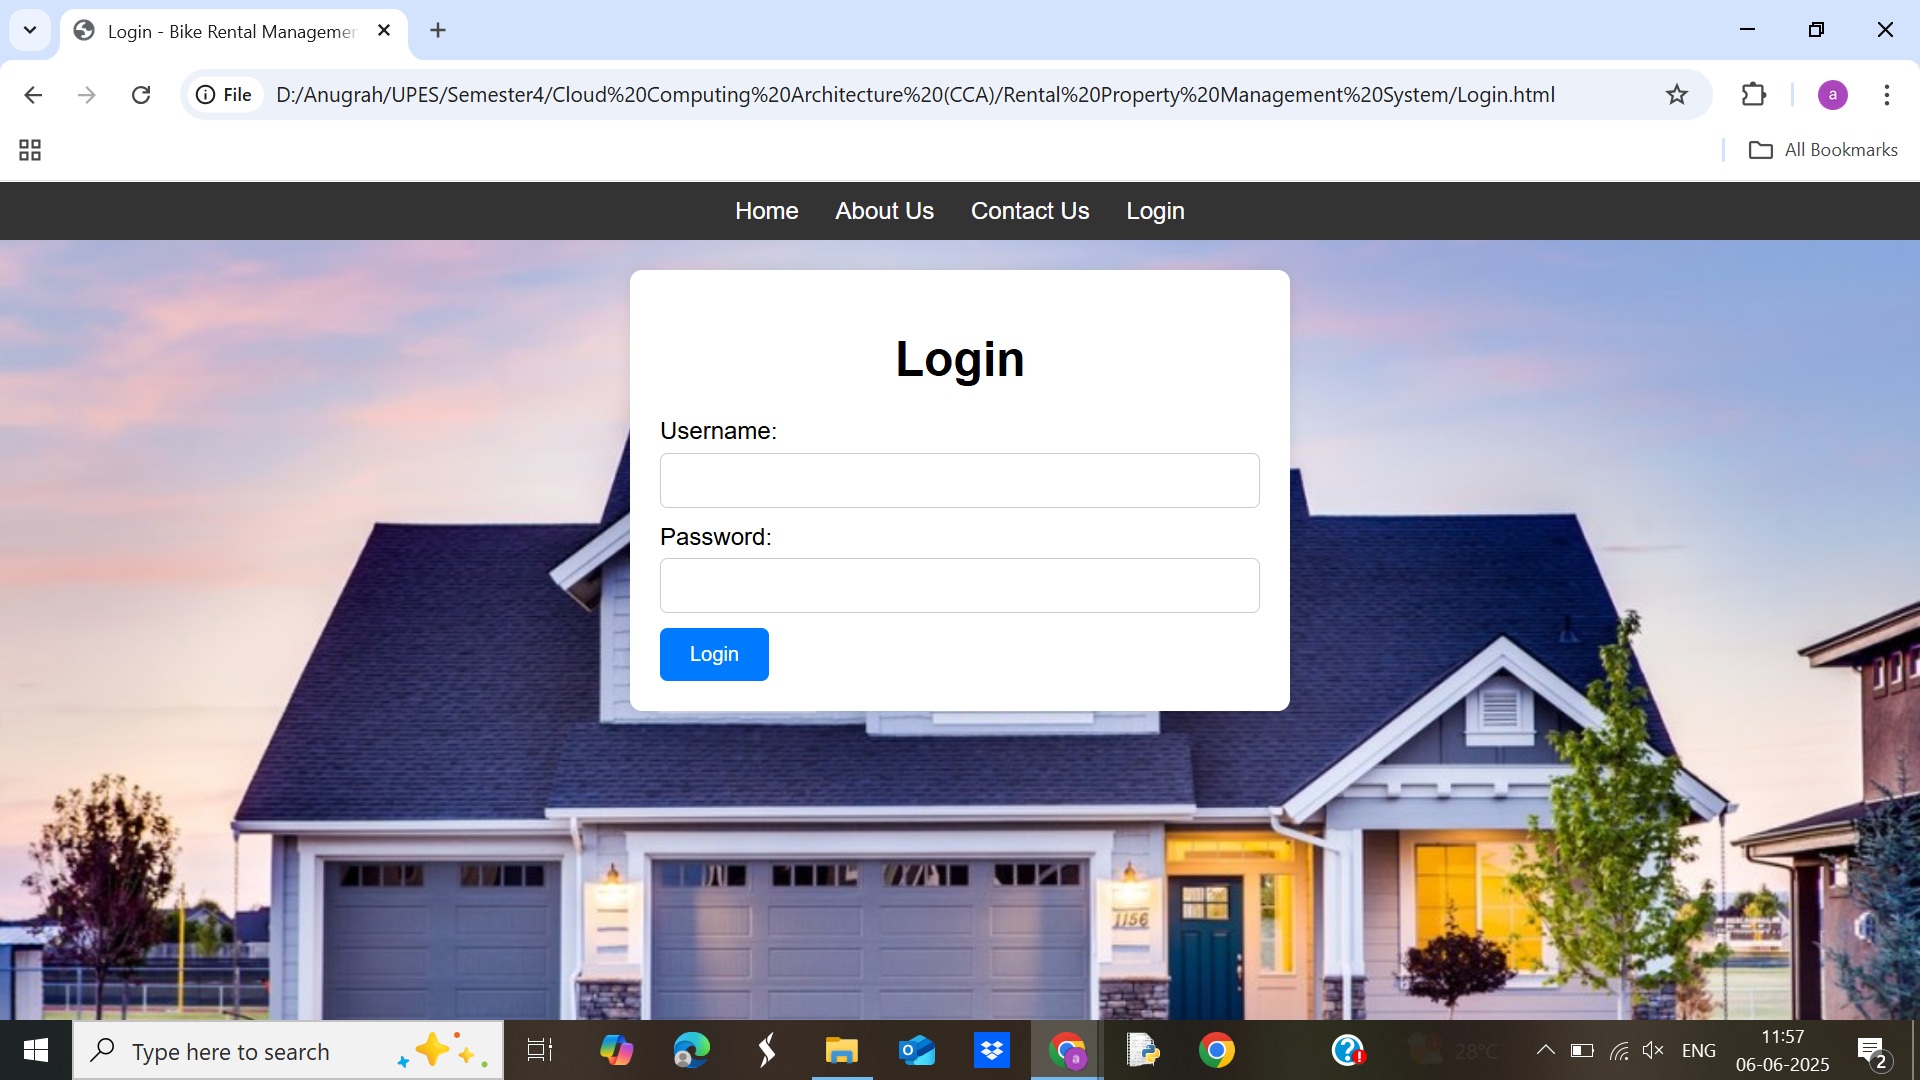 Login - Bike Rental Managemen
File
D:/Anugrah/UPES/Semester4/Cloud%20Computing%20Architecture%20(CCA)/Rental%20Property%20Management%20System/Login.html
a
All Bookmarks
Home About Us Contact Us Login
Login
Username:
Password:
Login
1156
Type here to search
a
28°C
ENG
11:57
06-06-2025
2